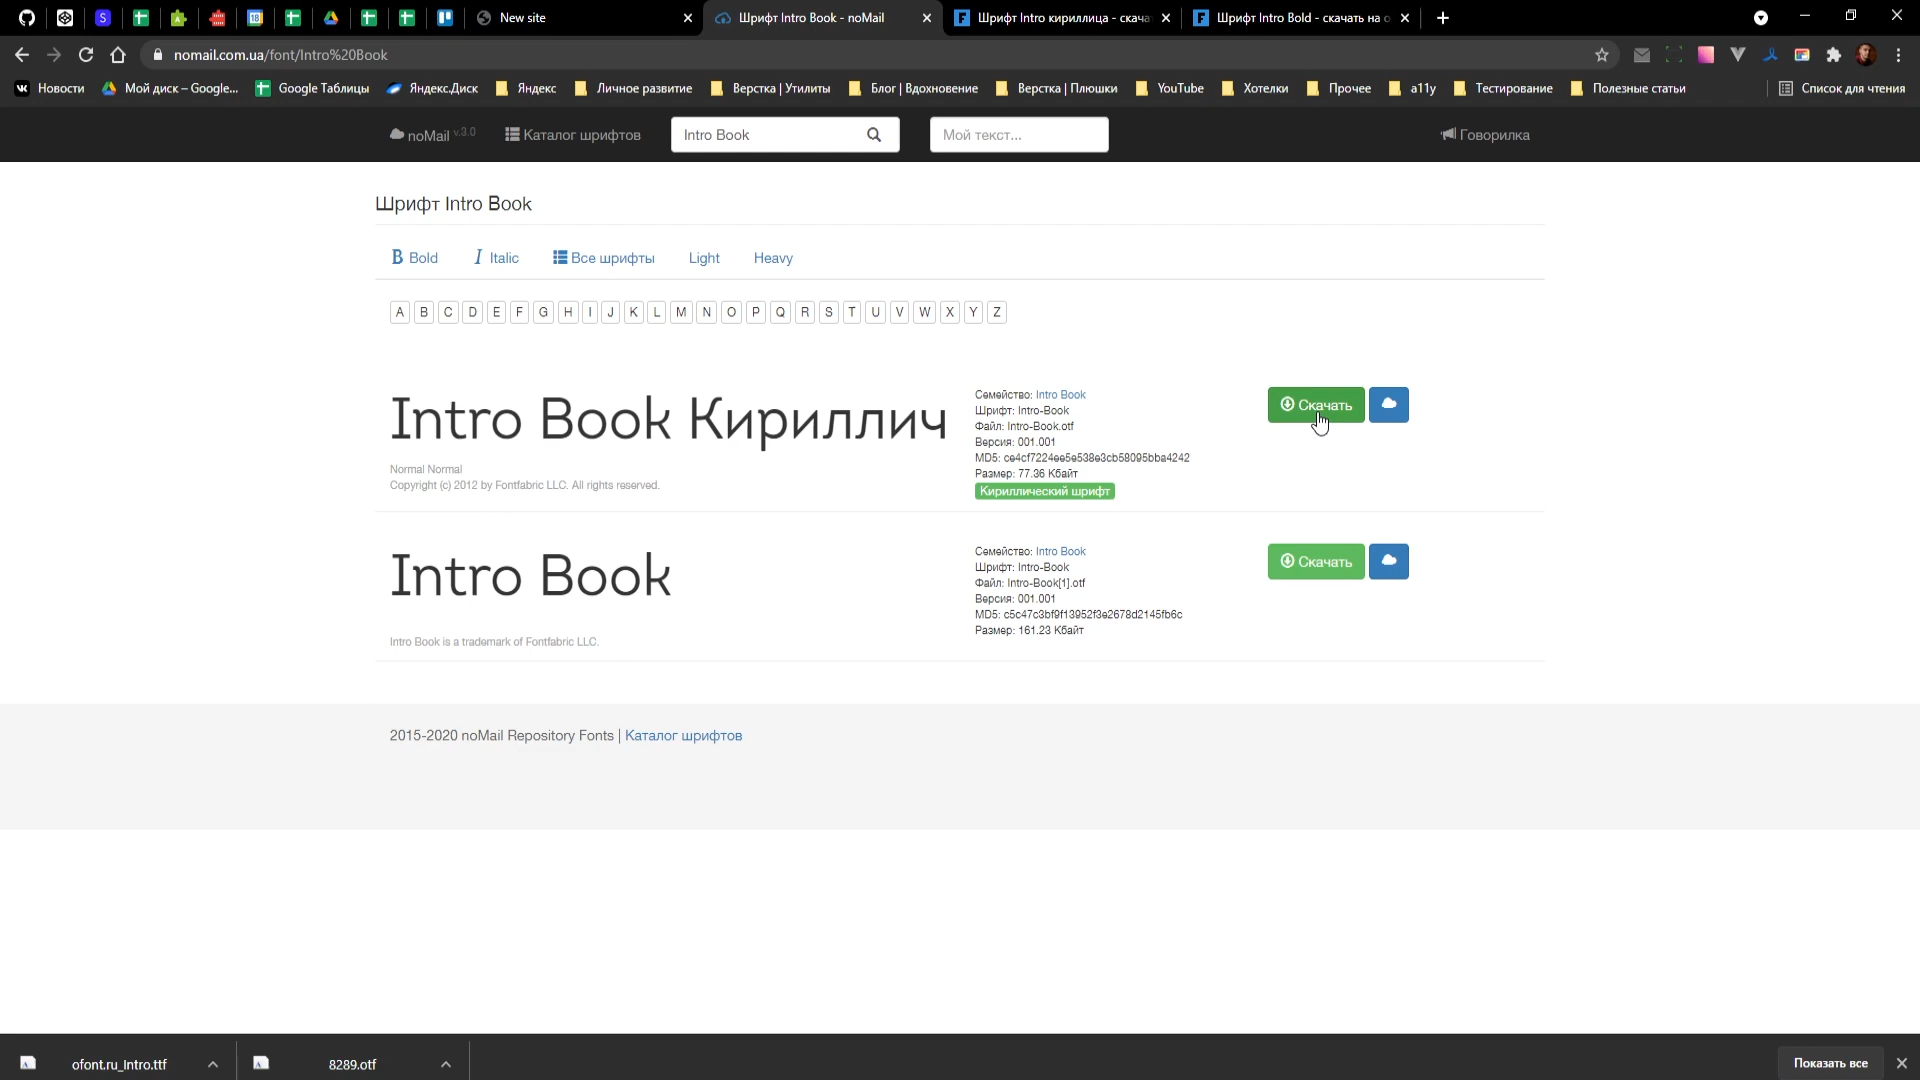 New site
Шрифт Intro Book - noMail
Шрифт Intro кириллица - скача
Шрифт Intro Bold - скачать на о
nomail.com.ua/font/Intro%20Book
Новости
Мой диск – Google...
Google Таблицы
Яндекс.Диск
Яндекс
Личное развитие
Верстка | Утилиты
Блог | Вдохновение
Верстка | Плюшки
YouTube
Хотелки
Прочее
a11y
Тестирование
Полезные статьи
Список для чтения
noMail v.3.0
Каталог шрифтов
Intro Book
Мой текст...
Говорилка
Шрифт Intro Book
B Bold
I Italic
Все шрифты
Light
Heavy
A B C D E F G H I J K L M N O P Q R S T U V W X Y Z
Intro Book Кириллич
Normal Normal
Copyright (c) 2012 by Fontfabric LLC. All rights reserved.
Семейство: Intro Book
Шрифт: Intro-Book
Файл: Intro-Book.otf
Версия: 001.001
MD5: ce4cf7224ee5e538e3cb58095bba4242
Размер: 77.36 Кбайт
Кириллический шрифт
Скачать
Intro Book
Intro Book is a trademark of Fontfabric LLC.
Семейство: Intro Book
Шрифт: Intro-Book
Файл: Intro-Book[1].otf
Версия: 001.001
MD5: c5c47c3bf9f13952f3e2678d2145fb6c
Размер: 161.23 Кбайт
Скачать
2015-2020 noMail Repository Fonts | Каталог шрифтов
ofont.ru_Intro.ttf
8289.otf
Показать все